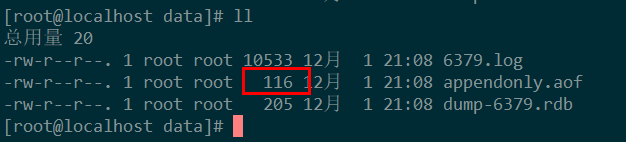 [root@localhost data]# ll
总用量 20
-rw-r--r--. 1 root root 10533 12月  1 21:08 6379.log
-rw-r--r--. 1 root root   116 12月  1 21:08 appendonly.aof
-rw-r--r--. 1 root root   205 12月  1 21:08 dump-6379.rdb
[root@localhost data]#